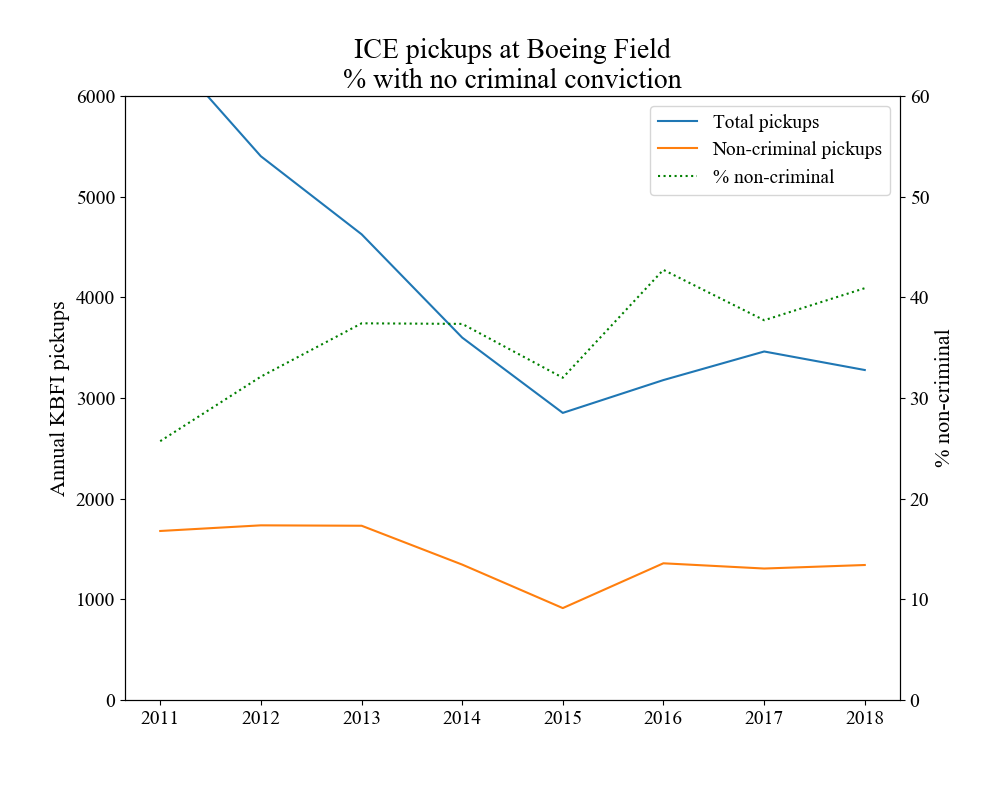 ICE pickups at Boeing Field
% with no criminal conviction
6000
5000
4000
3000
2000
1000
0
Annual KBFI pickups
60
50
40
30
20
10
0
% non-criminal
Total pickups
Non-criminal pickups
% non-criminal
2011 2012 2013 2014 2015 2016 2017 2018